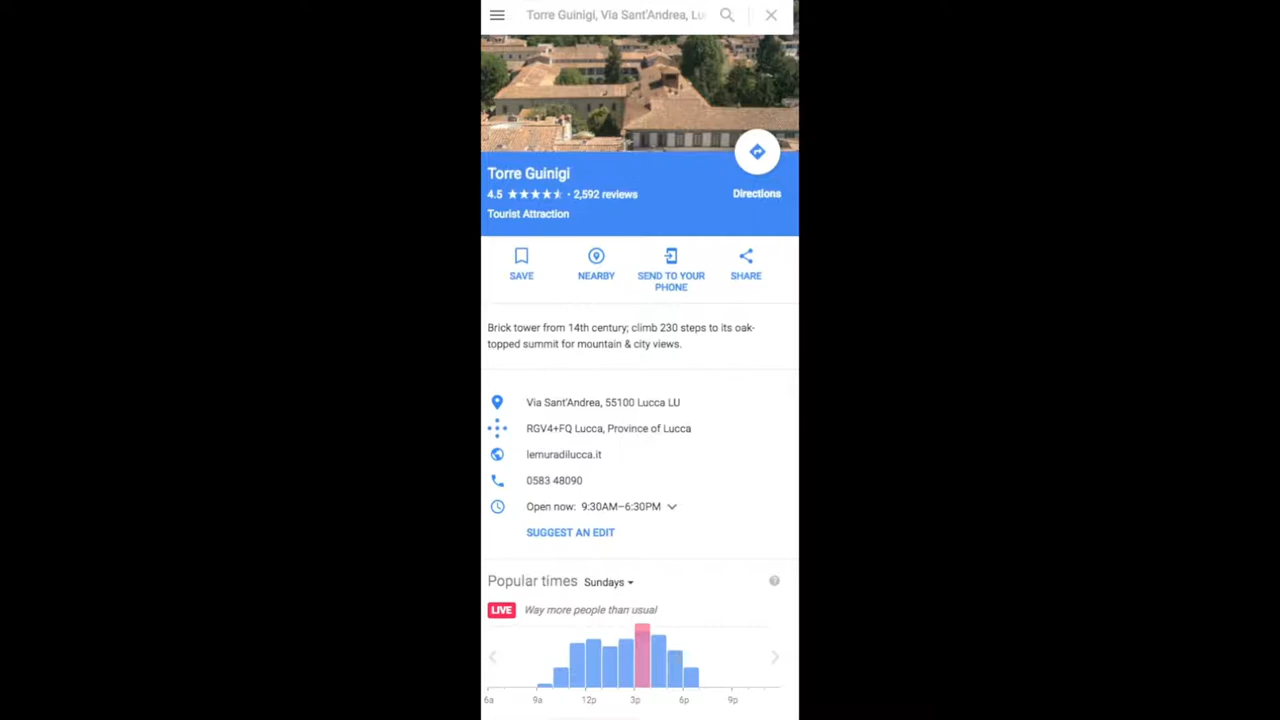 Torre Guinigi, Via Sant'Andrea, Lu
Torre Guinigi
4.5 · 2,592 reviews
Directions
Tourist Attraction
SAVE
NEARBY
SEND TO YOUR
PHONE
SHARE
Brick tower from 14th century; climb 230 steps to its oak-
topped summit for mountain & city views.
Via Sant'Andrea, 55100 Lucca LU
RGV4+FQ Lucca, Province of Lucca
lemuradilucca.it
0583 48090
Open now: 9:30AM–6:30PM
SUGGEST AN EDIT
Popular times Sundays
LIVE Way more people than usual
6a 9a 12p 3p 6p 9p